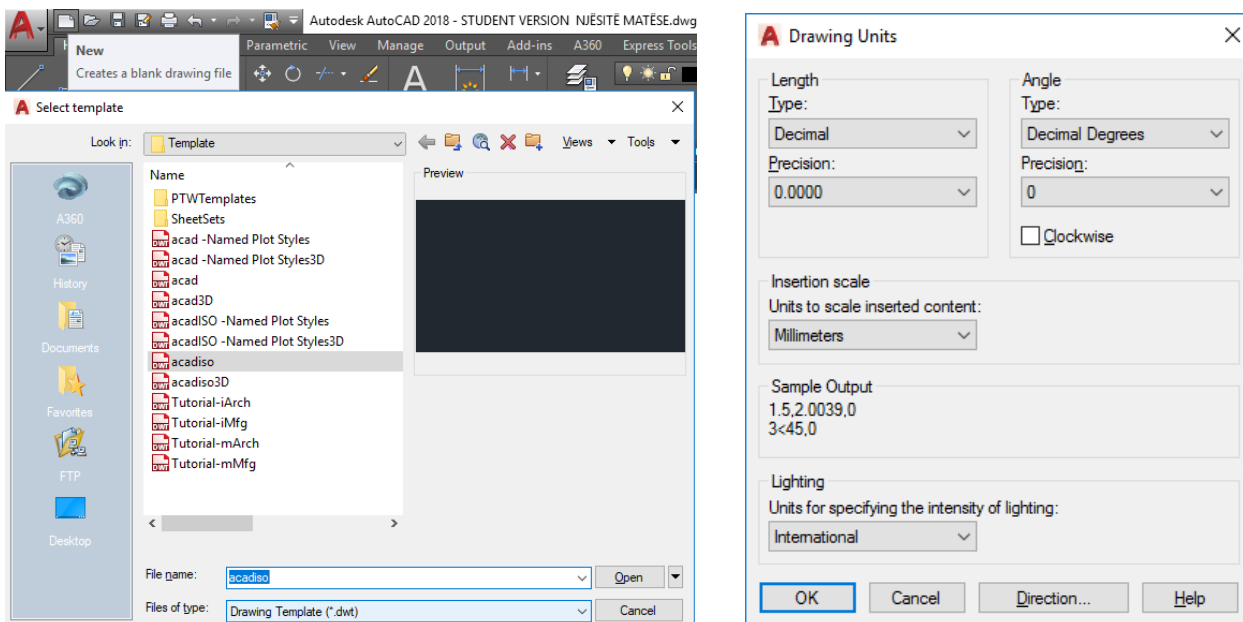 Autodesk AutoCAD 2018 - STUDENT VERSION NJËSITË MATËSE.dwg
Parametric View Manage Output Add-ins A360 Express Tools
New
Creates a blank drawing file
Select template
Look in: Template Views Tools
Name
PTWTemplates
SheetSets
acad -Named Plot Styles
acad -Named Plot Styles3D
acad
acad3D
acadISO -Named Plot Styles
acadISO -Named Plot Styles3D
acadiso
acadiso3D
Tutorial-iArch
Tutorial-iMfg
Tutorial-mArch
Tutorial-mMfg
Preview
A360
History
Documents
Favorites
FTP
Desktop
File name: acadiso Open
Files of type: Drawing Template (*.dwt) Cancel
Drawing Units
Length
Type:
Decimal
Precision:
0.0000
Angle
Type:
Decimal Degrees
Precision:
0
Clockwise
Insertion scale
Units to scale inserted content:
Millimeters
Sample Output
1.5,2.0039,0
3<45,0
Lighting
Units for specifying the intensity of lighting:
International
OK Cancel Direction... Help